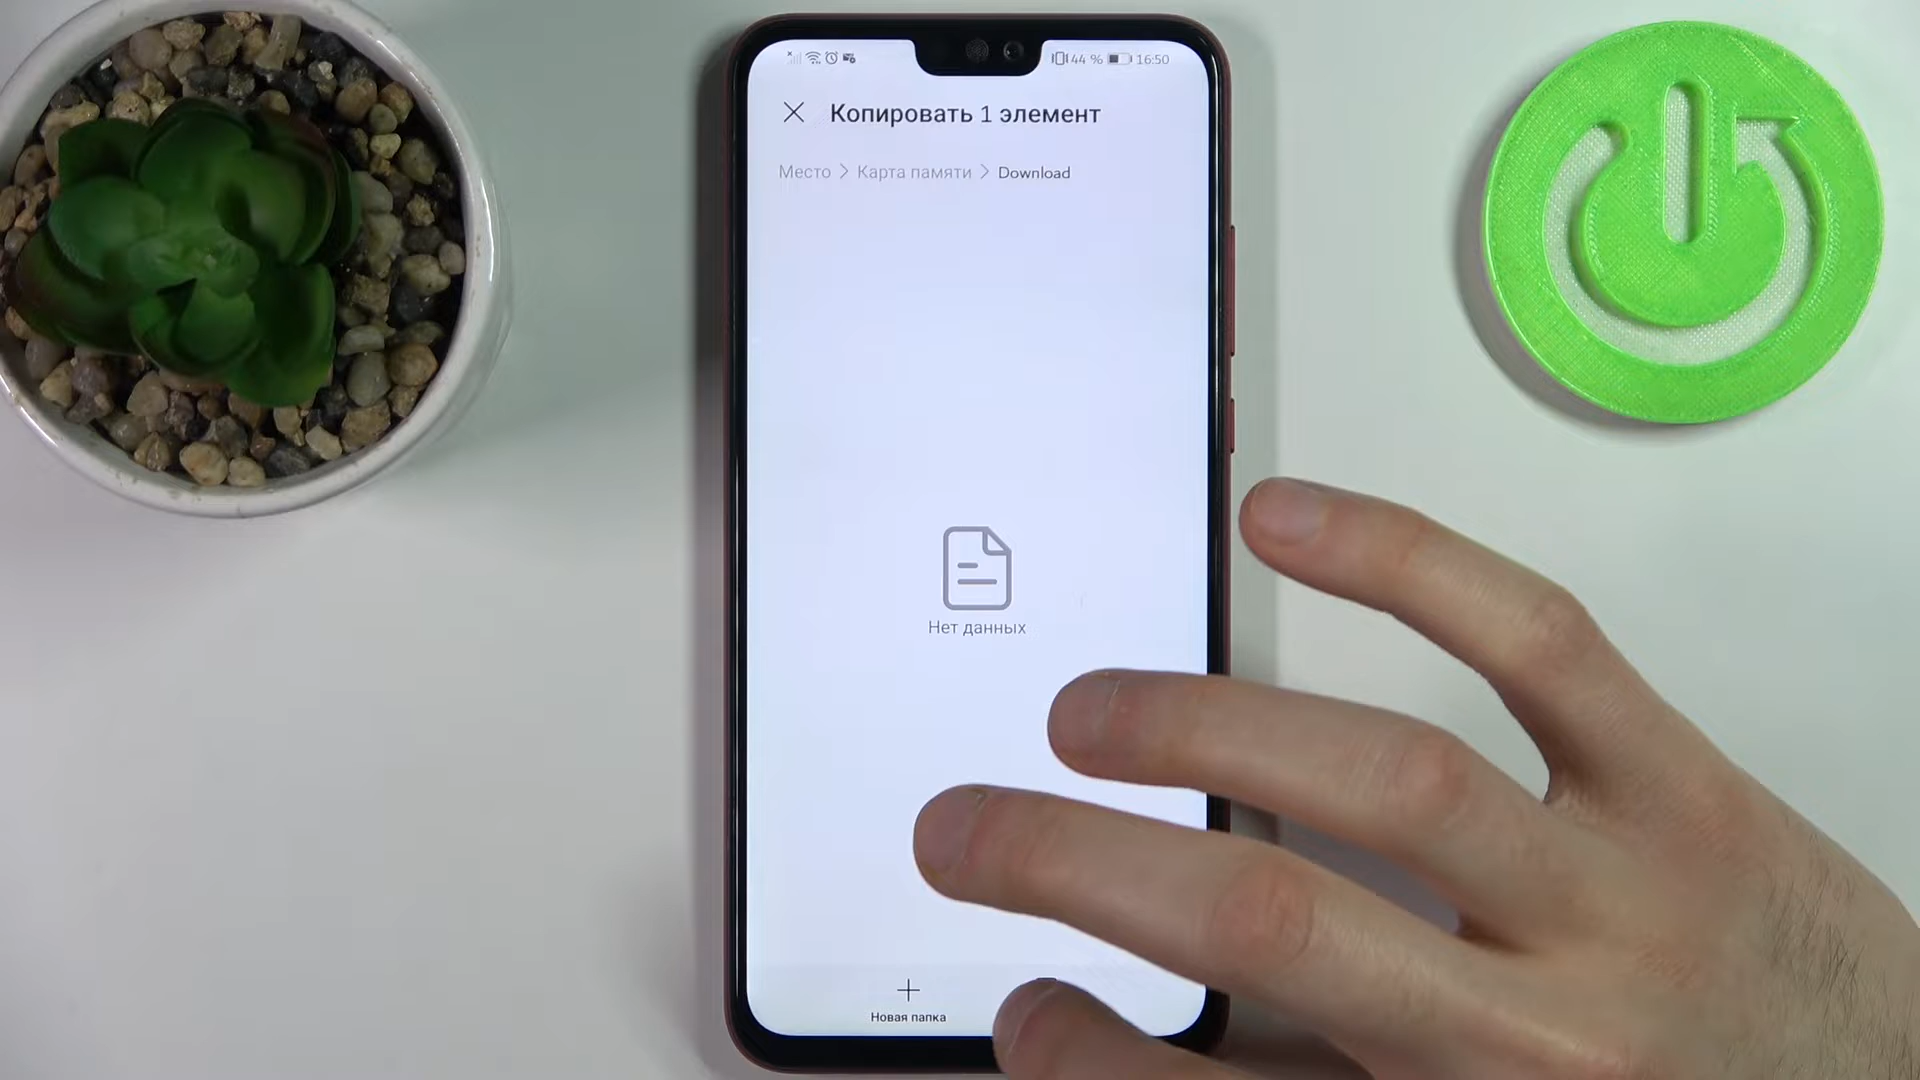 44 % 16:50
Копировать 1 элемент
Место > Карта памяти > Download
Нет данных
Новая папка